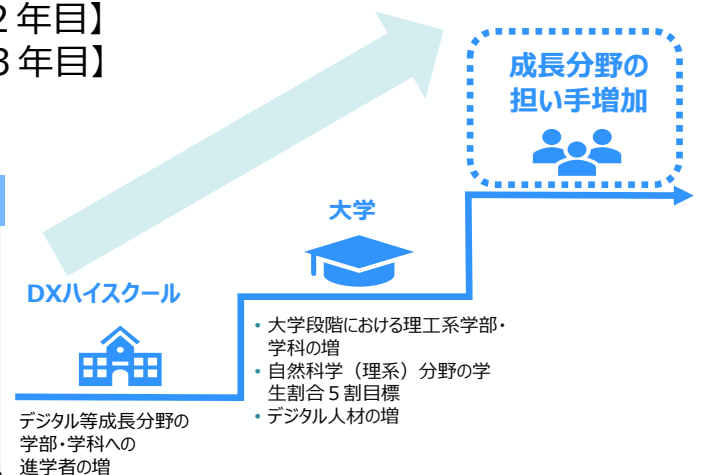 ２年目】
３年目】
成長分野の
担い手増加
大学
DXハイスクール
• 大学段階における理工系学部・
学科の増
• 自然科学（理系）分野の学
生割合５割目標
• デジタル人材の増
デジタル等成長分野の
学部・学科への
進学者の増